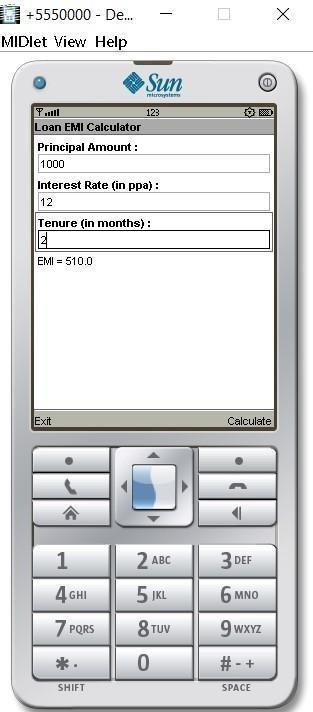 +5550000 - De...
MIDlet View Help
Sun
microsystems
123
Loan EMI Calculator
Principal Amount :
1000
Interest Rate (in ppa) :
12
Tenure (in months) :
2
EMI = 510.0
Exit Calculate
1 2 ABC 3 DEF
4 GHI 5 JKL 6 MNO
7 PQRS 8 TUV 9 WXYZ
* . 0 # - +
SHIFT SPACE